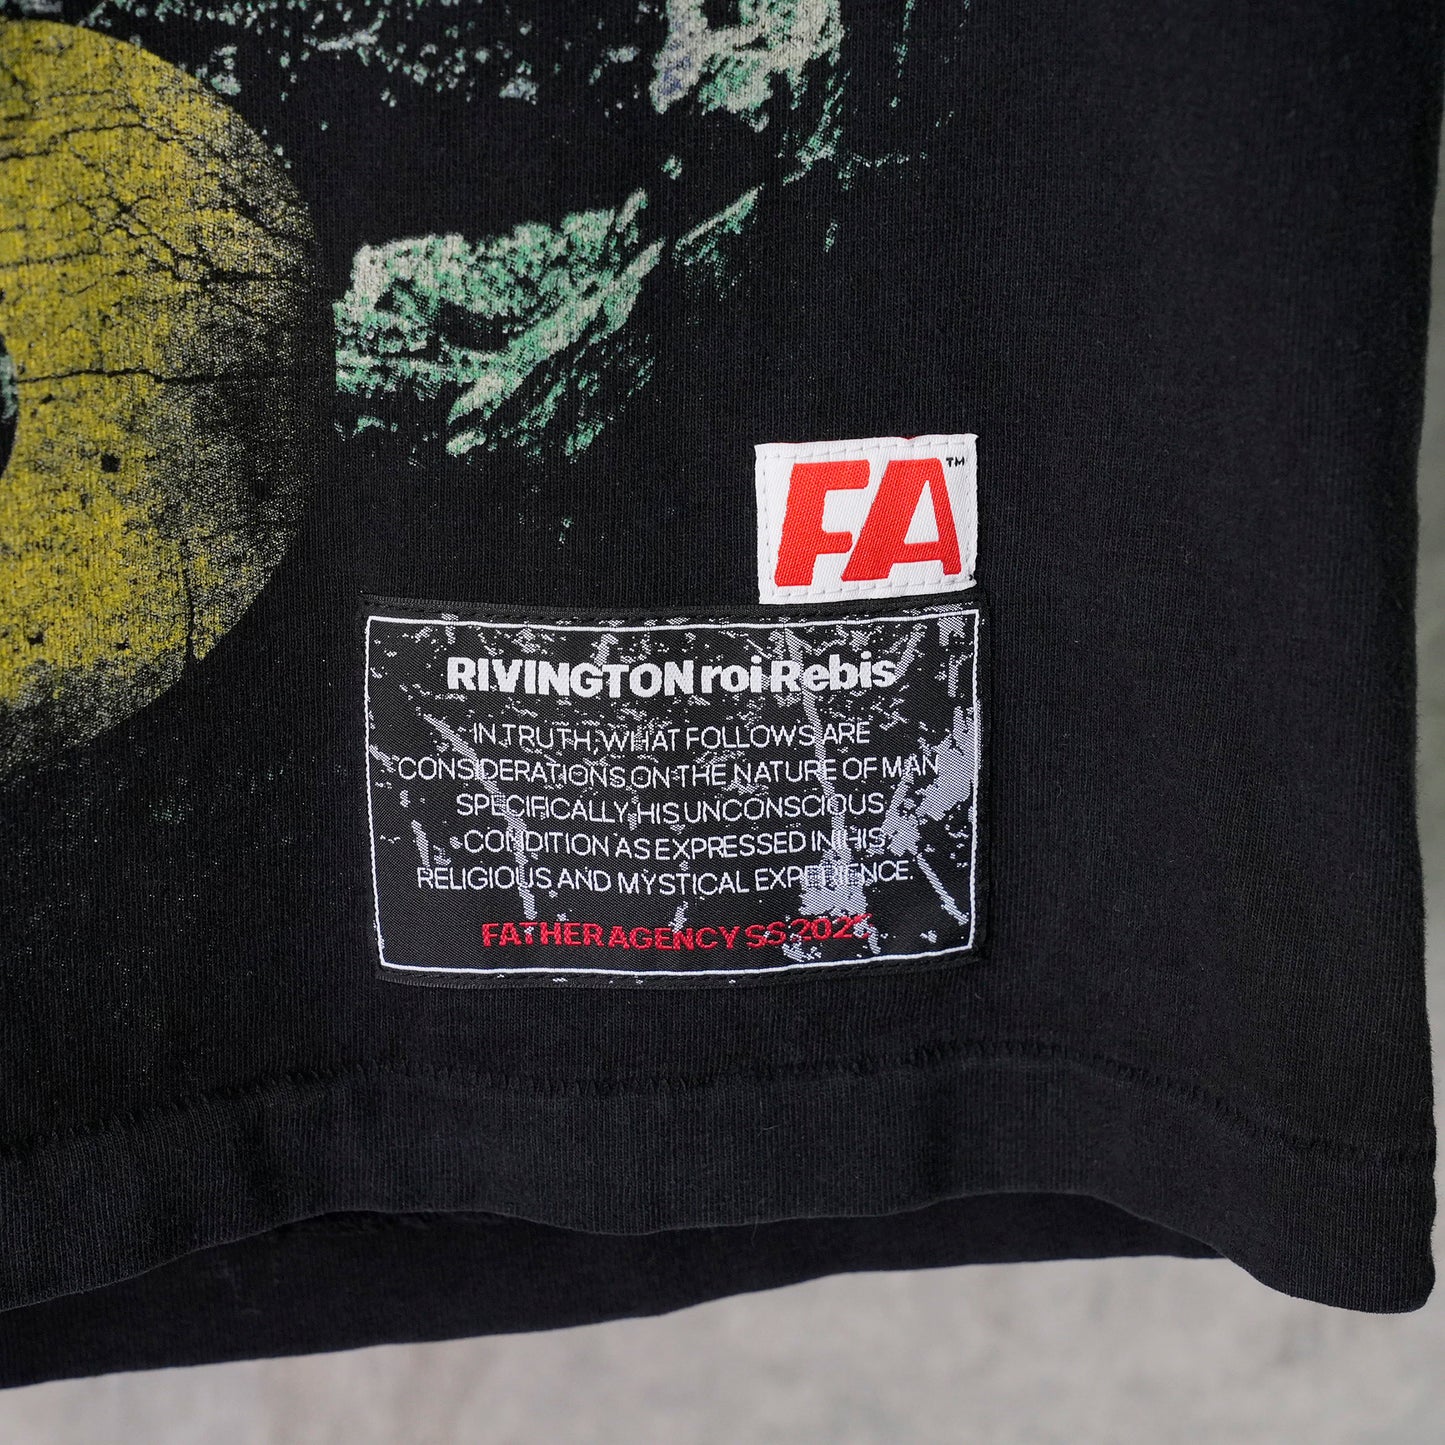 FA™
RIVINGTON roi Rebis
IN TRUTH, WHAT FOLLOWS ARE
CONSIDERATIONS ON THE NATURE OF MAN
SPECIFICALLY, HIS UNCONSCIOUS
CONDITION AS EXPRESSED IN HIS
RELIGIOUS AND MYSTICAL EXPERIENCE.
FATHER AGENCY SS